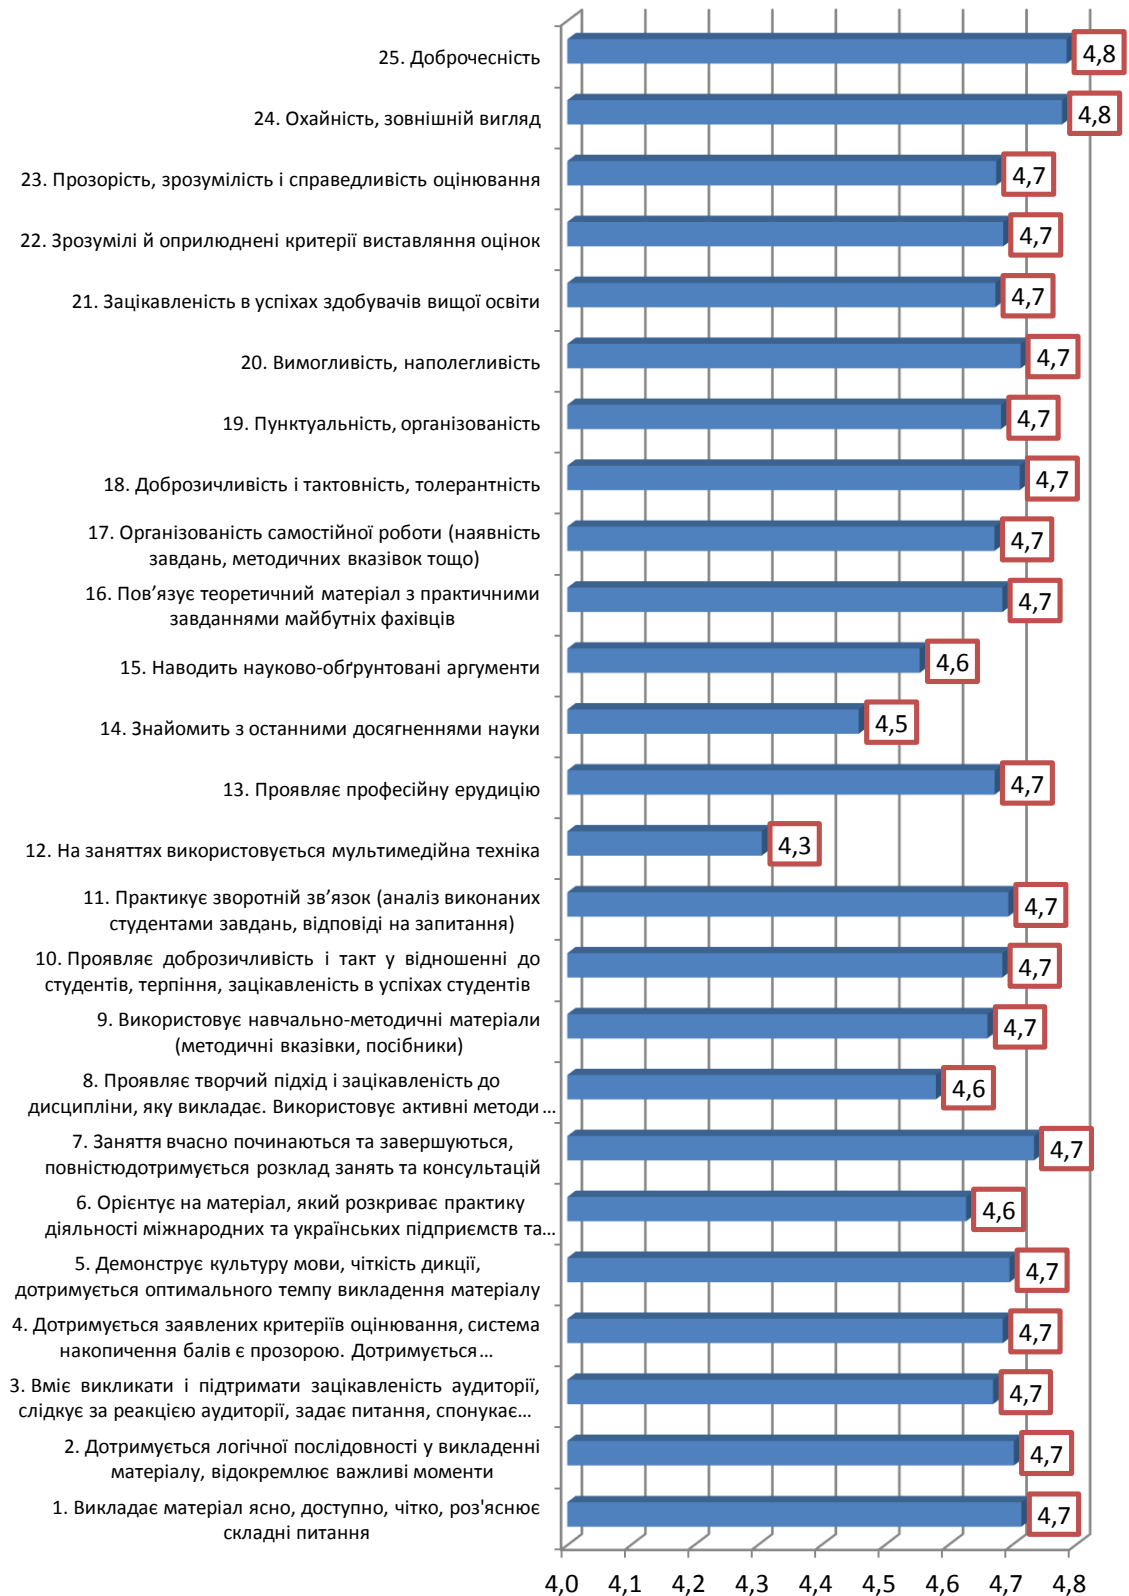 25. Доброчесність
4,8
24. Охайність, зовнішній вигляд
4,8
23. Прозорість, зрозумілість і справедливість оцінювання
4,7
22. Зрозумілі й оприлюднені критерії виставляння оцінок
4,7
21. Зацікавленість в успіхах здобувачів вищої освіти
4,7
20. Вимогливість, наполегливість
4,7
19. Пунктуальність, організованість
4,7
18. Доброзичливість і тактовність, толерантність
4,7
17. Організованість самостійної роботи (наявність
завдань, методичних вказівок тощо)
4,7
16. Пов’язує теоретичний матеріал з практичними
завданнями майбутніх фахівців
4,7
15. Наводить науково-обґрунтовані аргументи
4,6
14. Знайомить з останними досягненнями науки
4,5
13. Проявляє професійну ерудицію
4,7
12. На заняттях використовується мультимедійна техніка
4,3
11. Практикує зворотній зв’язок (аналіз виконаних
студентами завдань, відповіді на запитання)
4,7
10. Проявляє доброзичливість і такт у відношенні до
студентів, терпіння, зацікавленість в успіхах студентів
4,7
9. Використовує навчально-методичні матеріали
(методичні вказівки, посібники)
4,7
8. Проявляє творчий підхід і зацікавленість до
дисципліни, яку викладає. Використовує активні методи…
4,6
7. Заняття вчасно починаються та завершуються,
повністюдотримується розклад занять та консультацій
4,7
6. Орієнтує на матеріал, який розкриває практику
діяльності міжнародних та українських підприємств та…
4,6
5. Демонструє культуру мови, чіткість дикції,
дотримується оптимального темпу викладення матеріалу
4,7
4. Дотримується заявлених критеріїв оцінювання, система
накопичення балів є прозорою. Дотримується…
4,7
3. Вміє викликати і підтримати зацікавленість аудиторії,
слідкує за реакцією аудиторії, задає питання, спонукає…
4,7
2. Дотримується логічної послідовності у викладенні
матеріалу, відокремлює важливі моменти
4,7
1. Викладає матеріал ясно, доступно, чітко, роз'яснює
складні питання
4,7
4,0 4,1 4,2 4,3 4,4 4,5 4,6 4,7 4,8